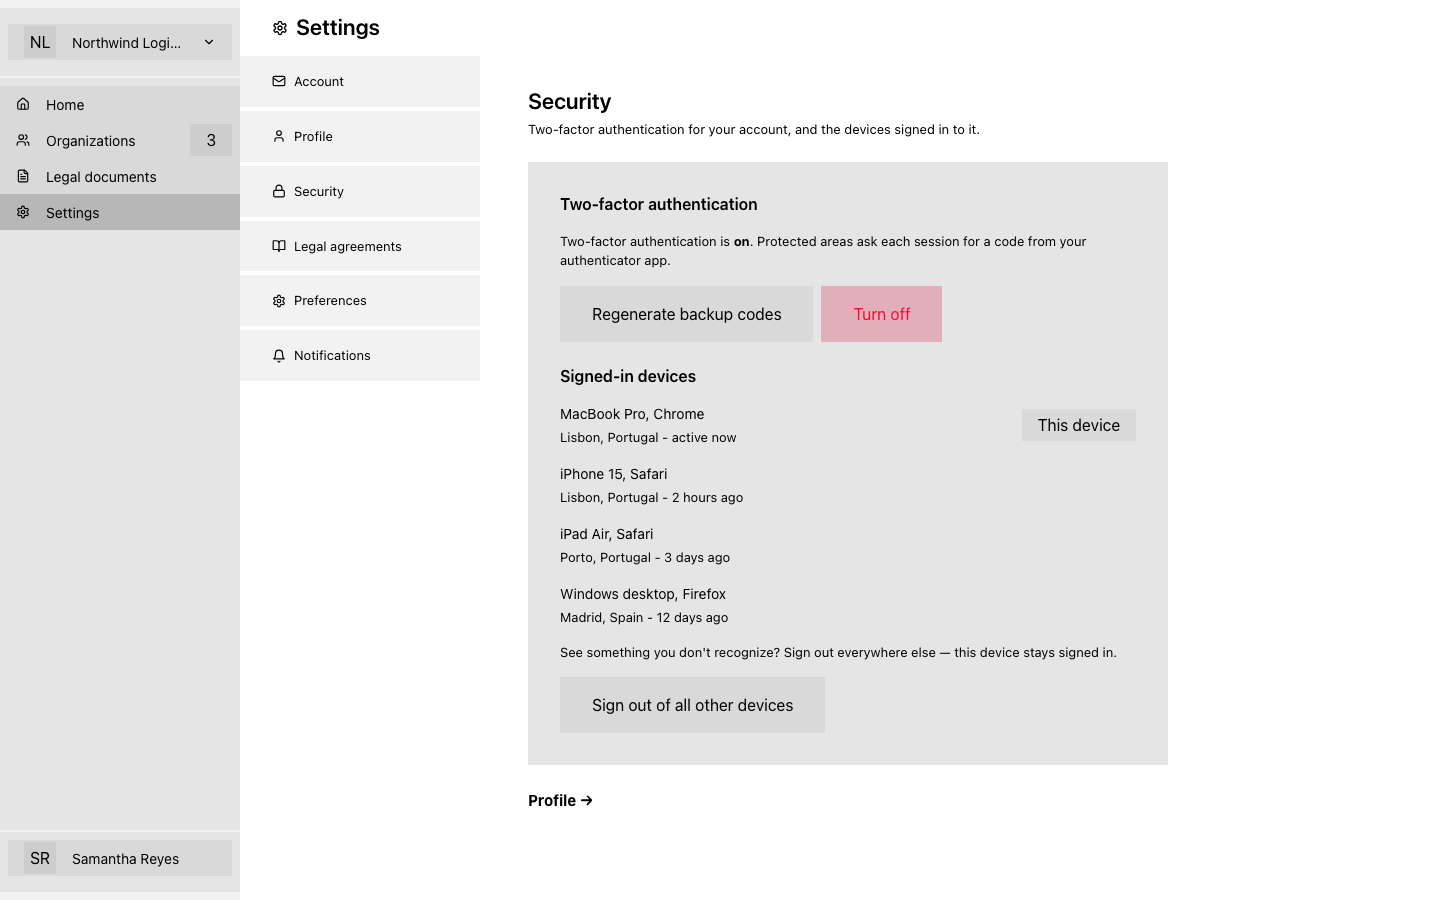 NL
Northwind Logi...
Home
Organizations
3
Legal documents
Settings
SR
Samantha Reyes
Settings
Account
Profile
Security
Legal agreements
Preferences
Notifications
Security
Two-factor authentication for your account, and the devices signed in to it.
Two-factor authentication
Two-factor authentication is on. Protected areas ask each session for a code from your
authenticator app.
Regenerate backup codes
Turn off
Signed-in devices
MacBook Pro, Chrome
Lisbon, Portugal - active now
This device
iPhone 15, Safari
Lisbon, Portugal - 2 hours ago
iPad Air, Safari
Porto, Portugal - 3 days ago
Windows desktop, Firefox
Madrid, Spain - 12 days ago
See something you don't recognize? Sign out everywhere else — this device stays signed in.
Sign out of all other devices
Profile →